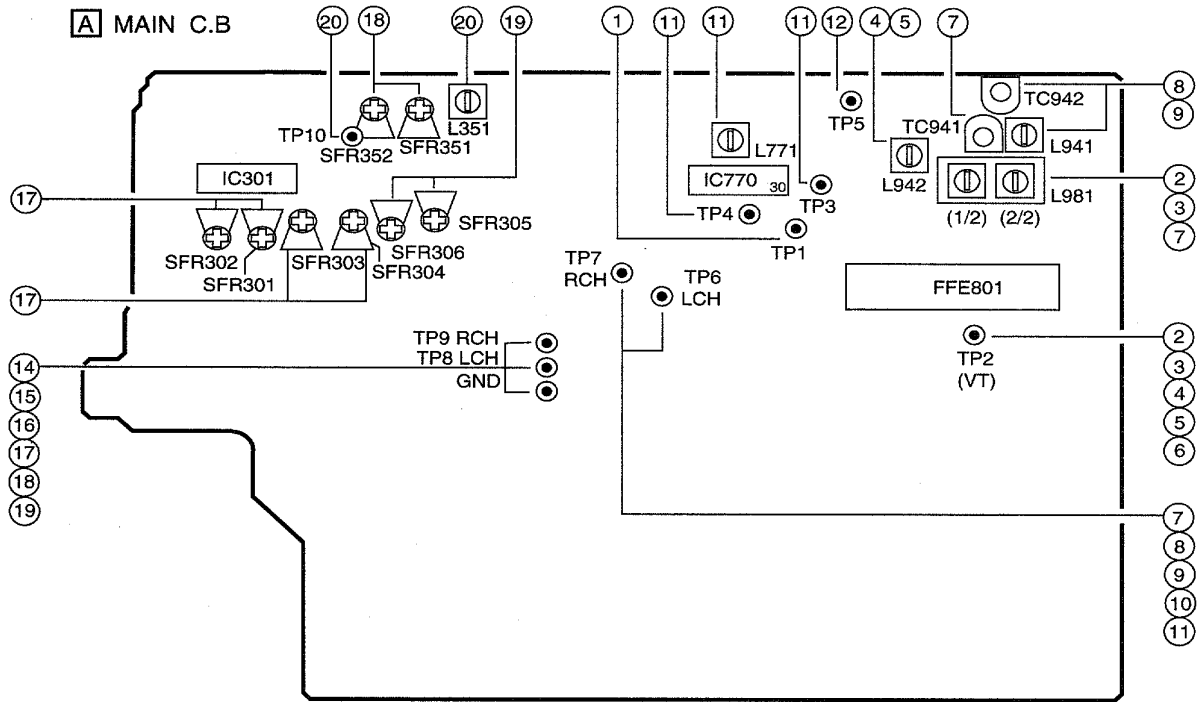 A MAIN C.B
20 18 20 19 1 11 11 11 12 4 5 7
8
9
TC942
TP5
TC941
L351
TP10
SFR352 SFR351
L771
L941
IC301
IC770 30
L942
L981
2
3
7
(1/2) (2/2)
17
TP4
TP3
SFR305
SFR302
SFR301
SFR303
SFR304
SFR306
TP1
TP7
RCH
TP6
LCH
FFE801
17
TP9 RCH
TP8 LCH
GND
TP2
(VT)
2
3
4
5
6
14
15
16
17
18
19
7
8
9
10
11